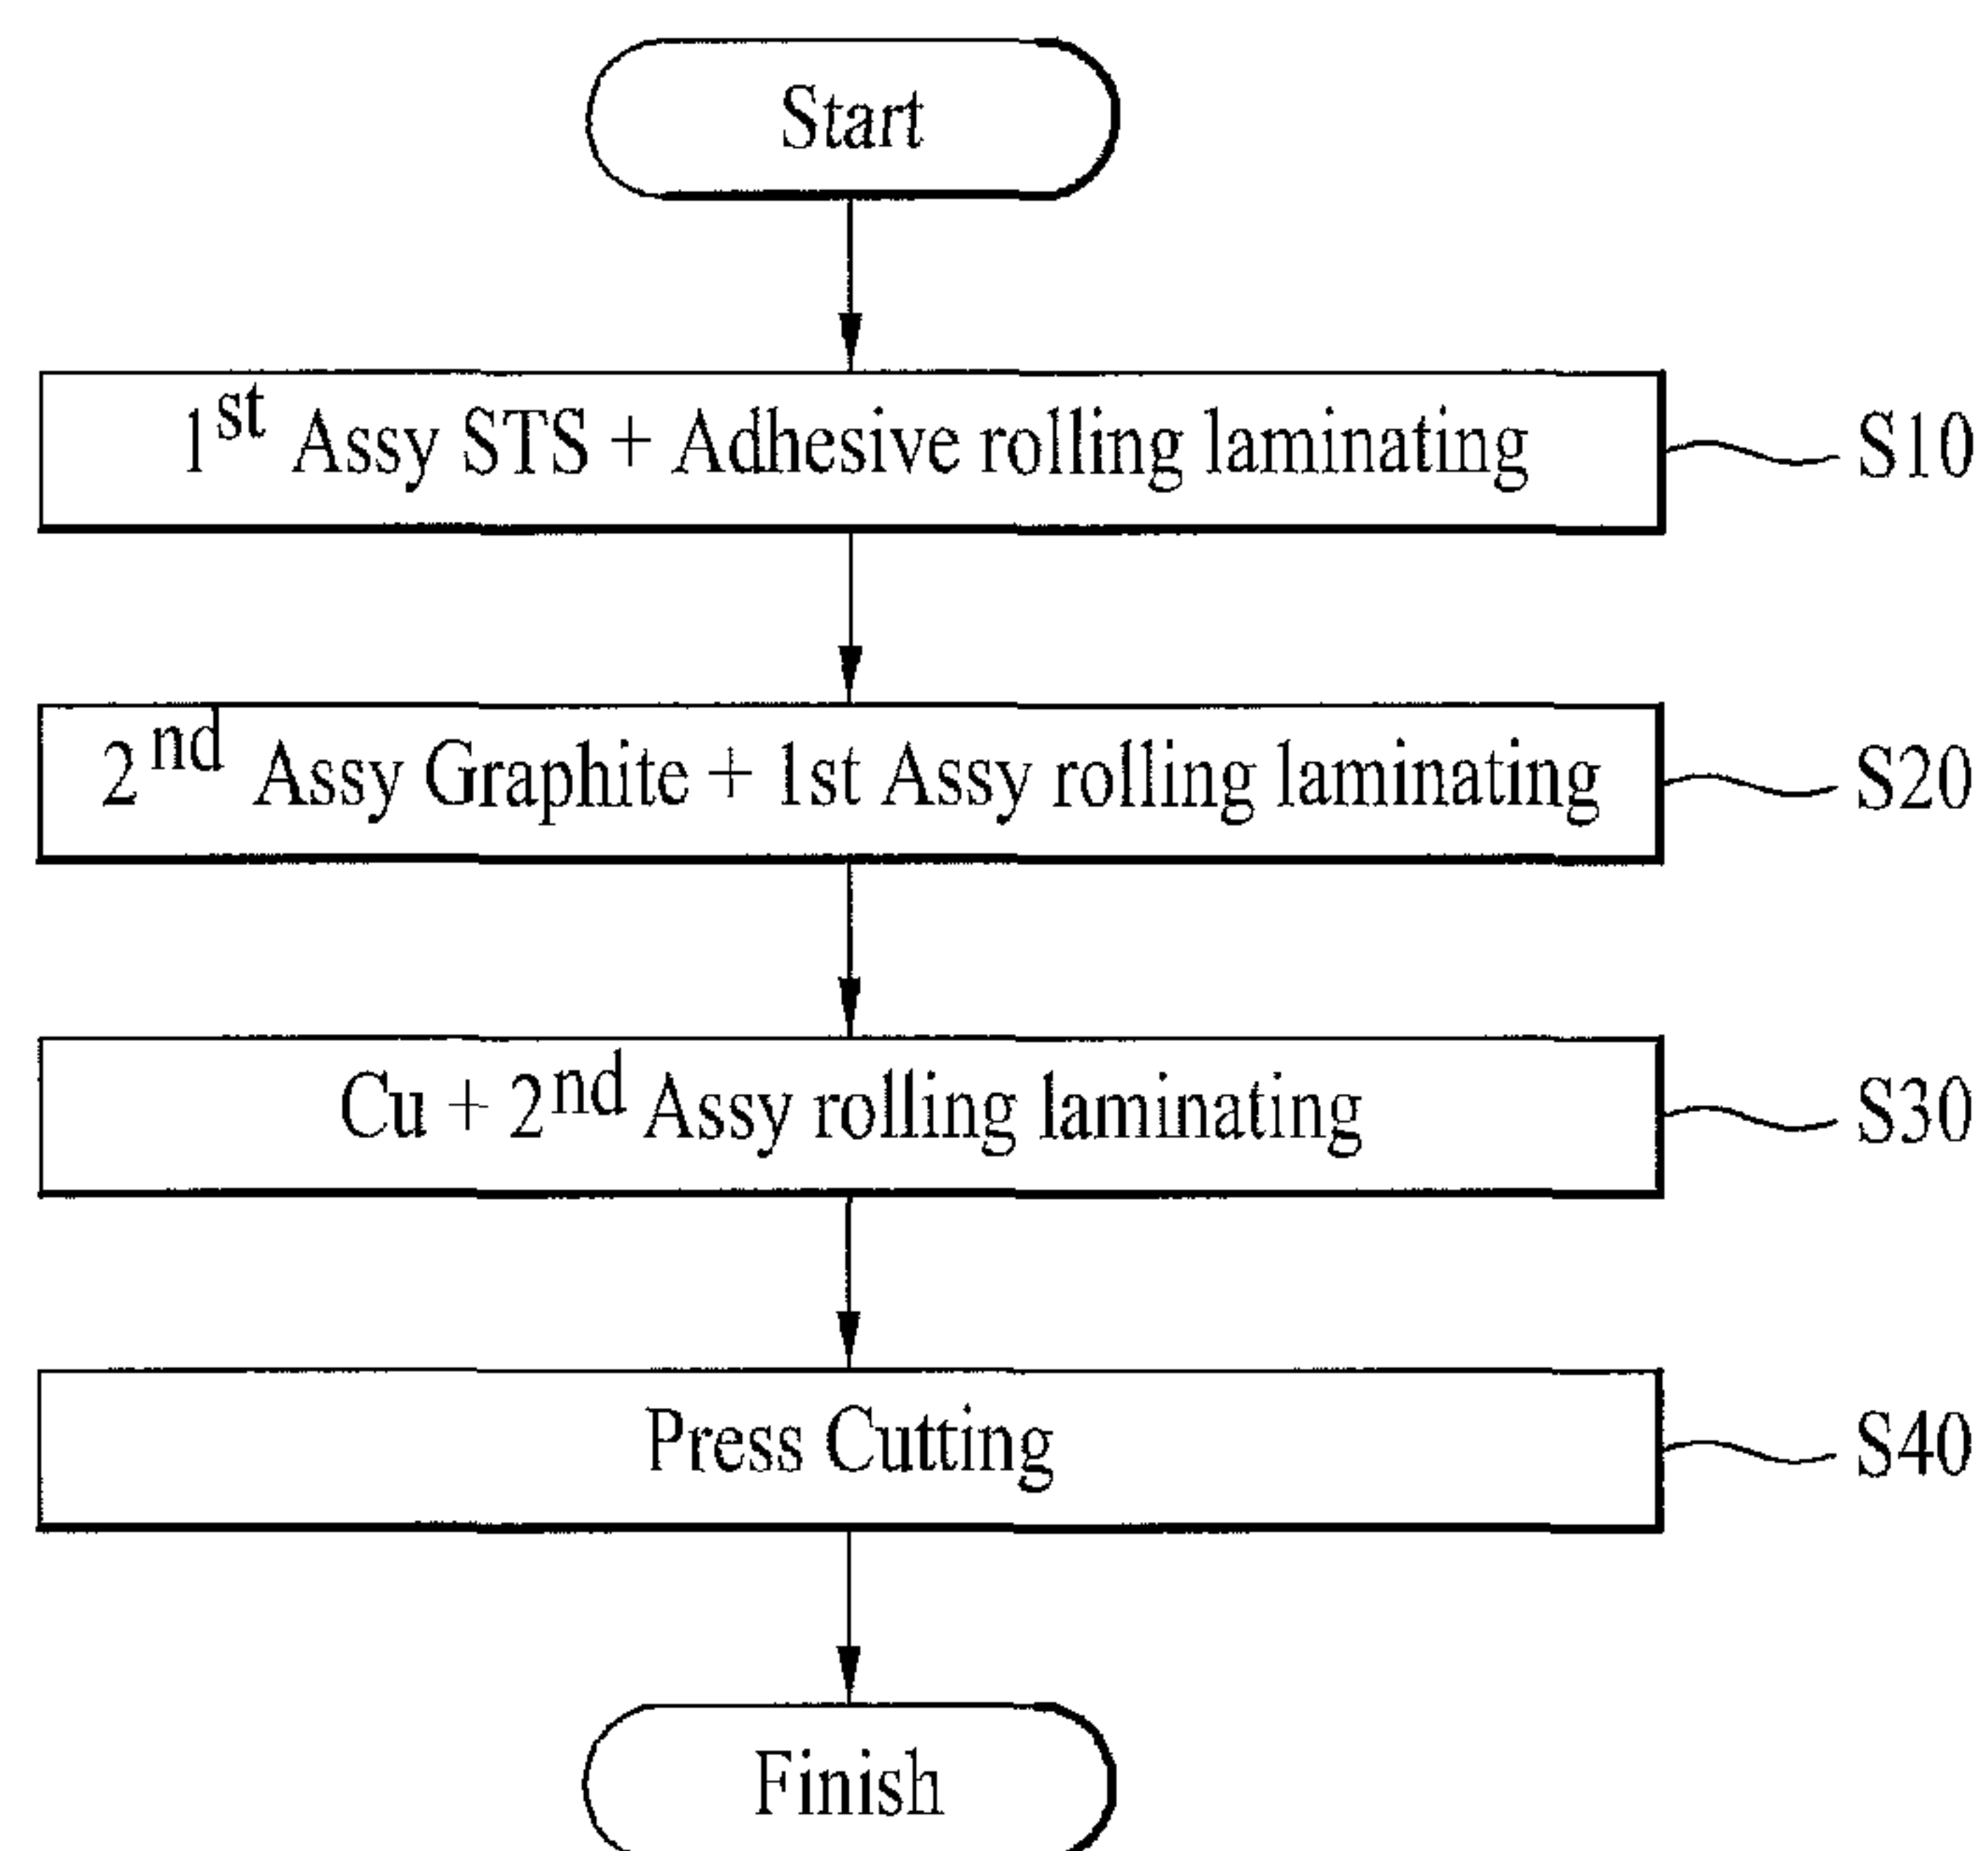 Start
1st Assy STS + Adhesive rolling laminating S10
2nd Assy Graphite + 1st Assy rolling laminating S20
Cu + 2nd Assy rolling laminating S30
Press Cutting S40
Finish